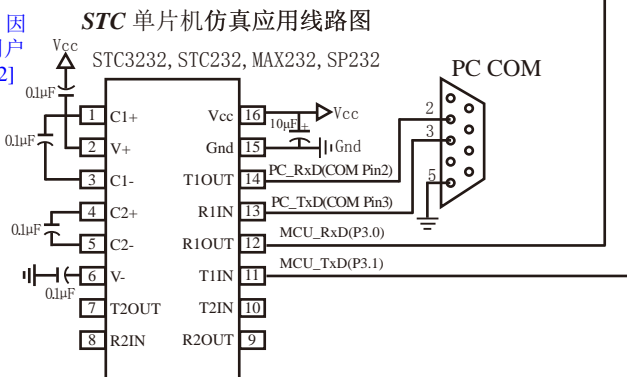 因
户
2]
STC 单片机仿真应用线路图
STC3232, STC232, MAX232, SP232
Vcc
0.1μF
0.1μF
0.1μF
0.1μF
1 C1+
2 V+
3 C1-
4 C2+
5 C2-
6 V-
7 T2OUT
8 R2IN
Vcc 16
Gnd 15
T1OUT 14
R1IN 13
R1OUT 12
T1IN 11
T2IN 10
R2OUT 9
Vcc
10μF +
Gnd
PC_RxD(COM Pin2)
PC_TxD(COM Pin3)
MCU_RxD(P3.0)
MCU_TxD(P3.1)
PC COM
2
3
5